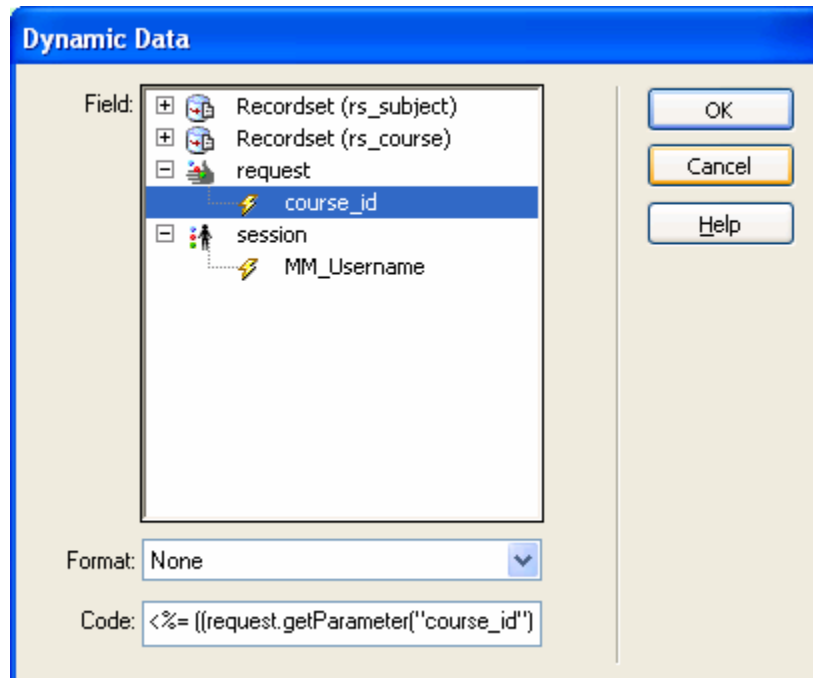 Dynamic Data
Field:
Recordset (rs_subject)
Recordset (rs_course)
request
course_id
session
MM_Username
OK
Cancel
Help
Format: None
Code: <%= ((request.getParameter("course_id")